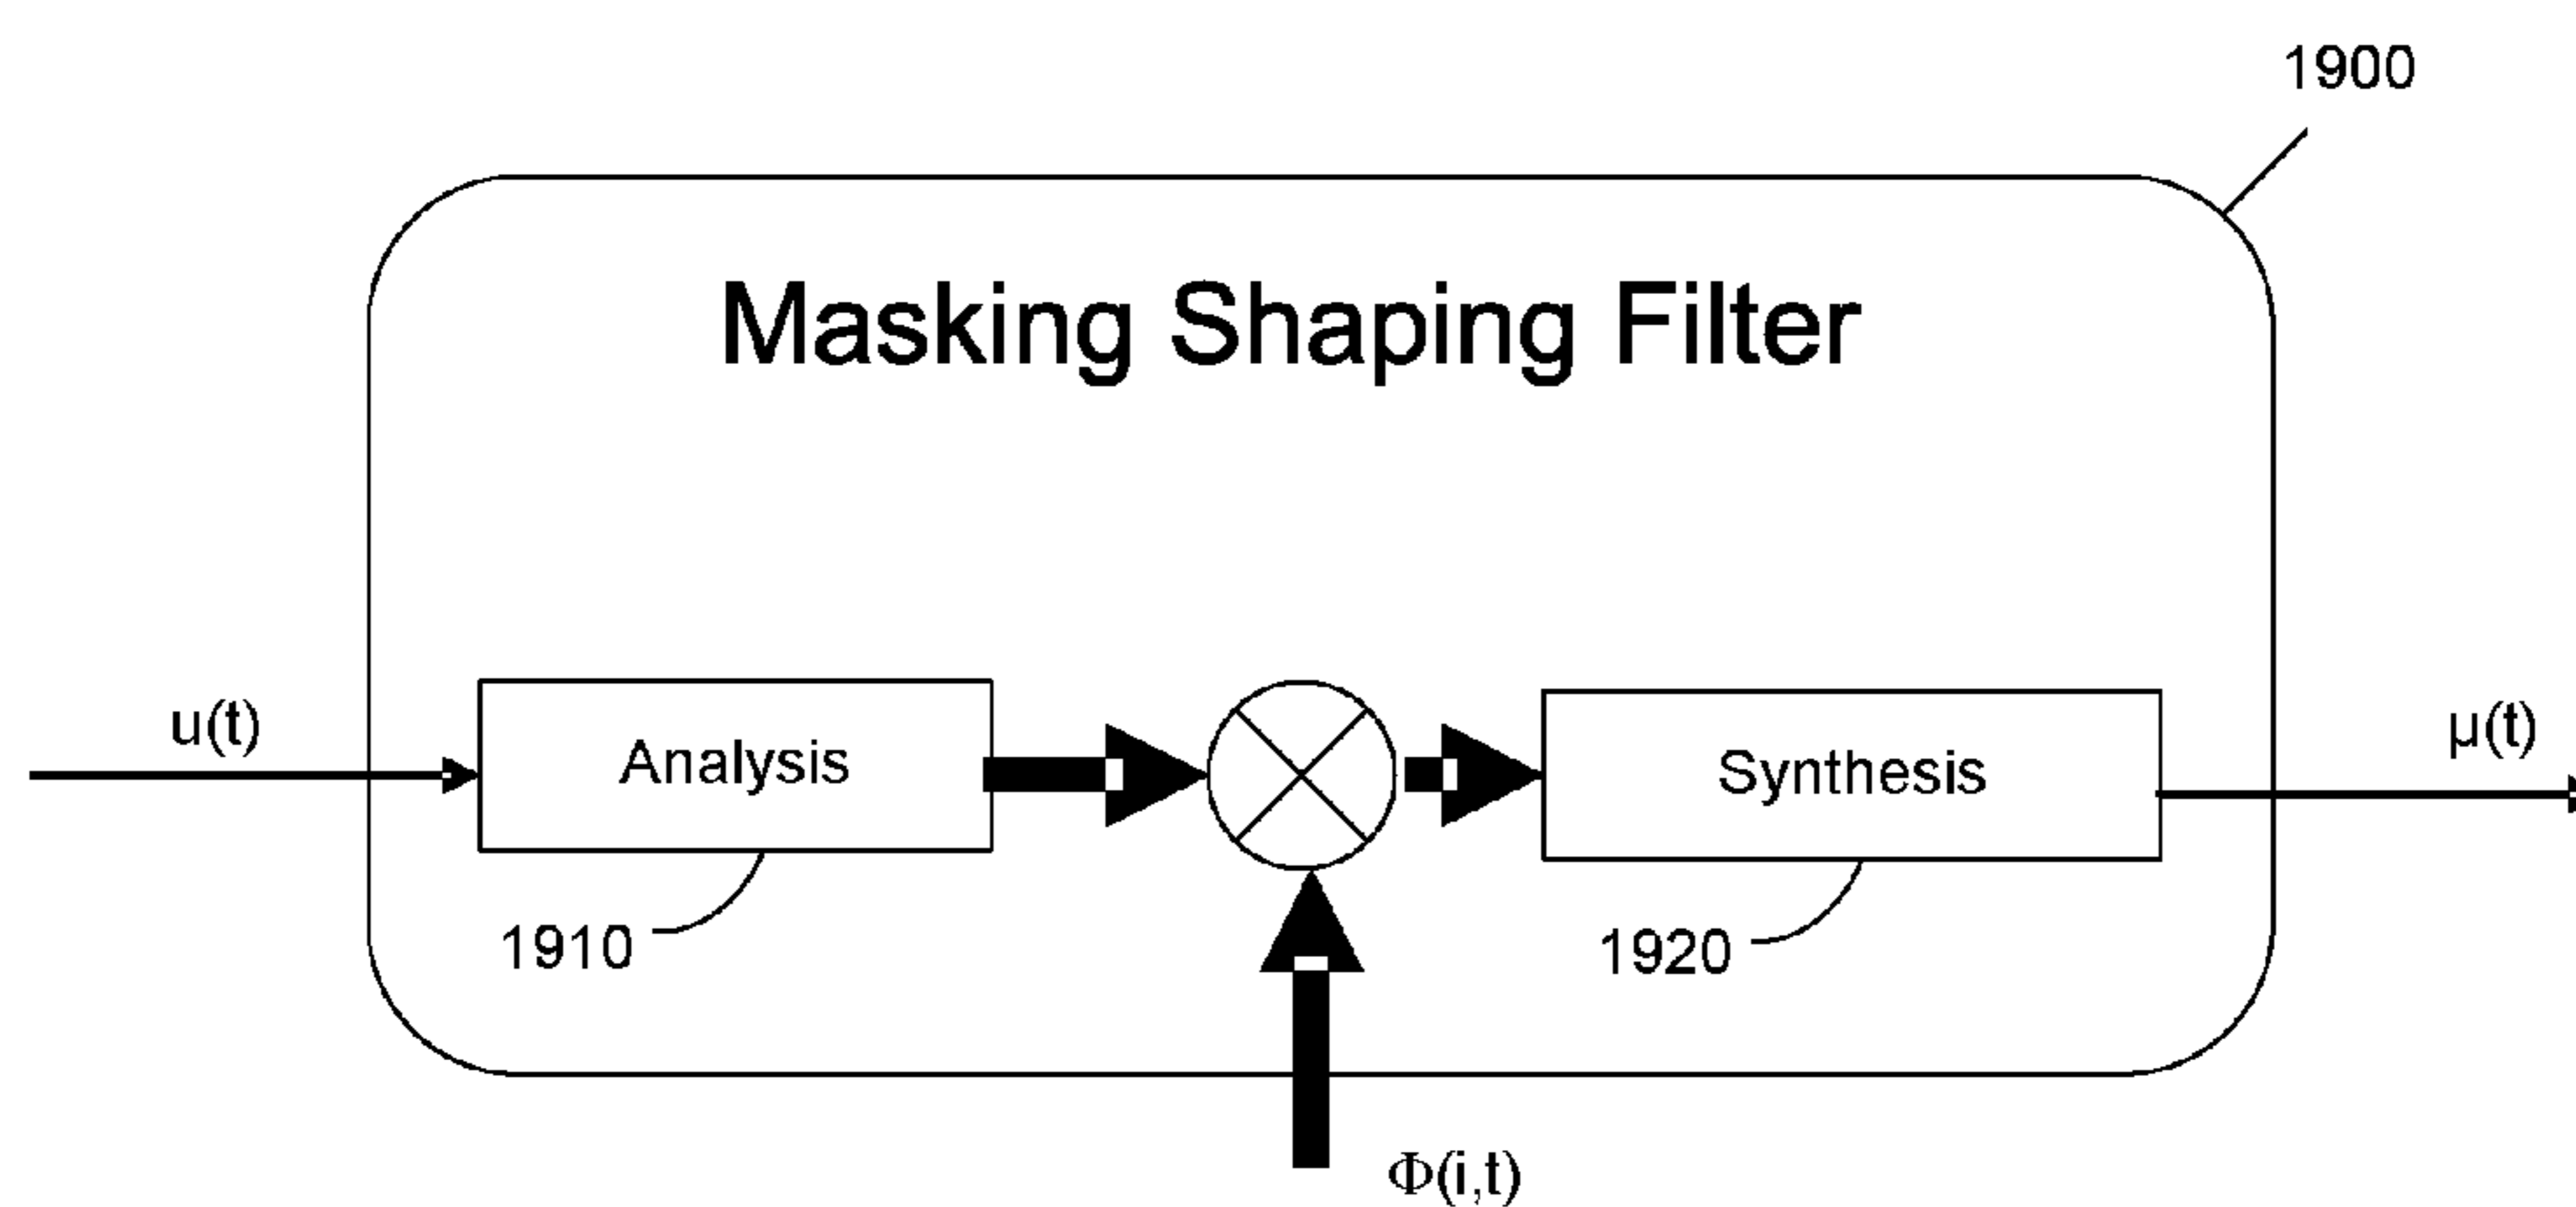 1900
Masking Shaping Filter
u(t)
Analysis
Synthesis
μ(t)
1910
1920
Φ(i,t)